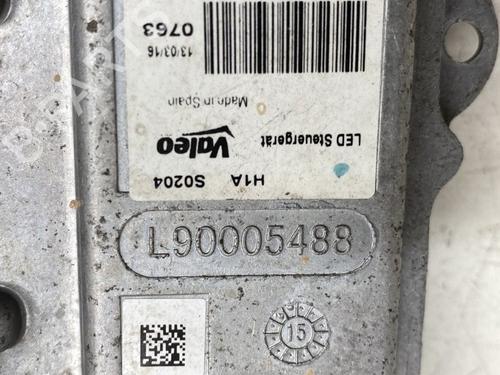 LED Steuergerät
Valeo
H1A S0204
Made in Spain
13/03/16
0763
L90005488
15